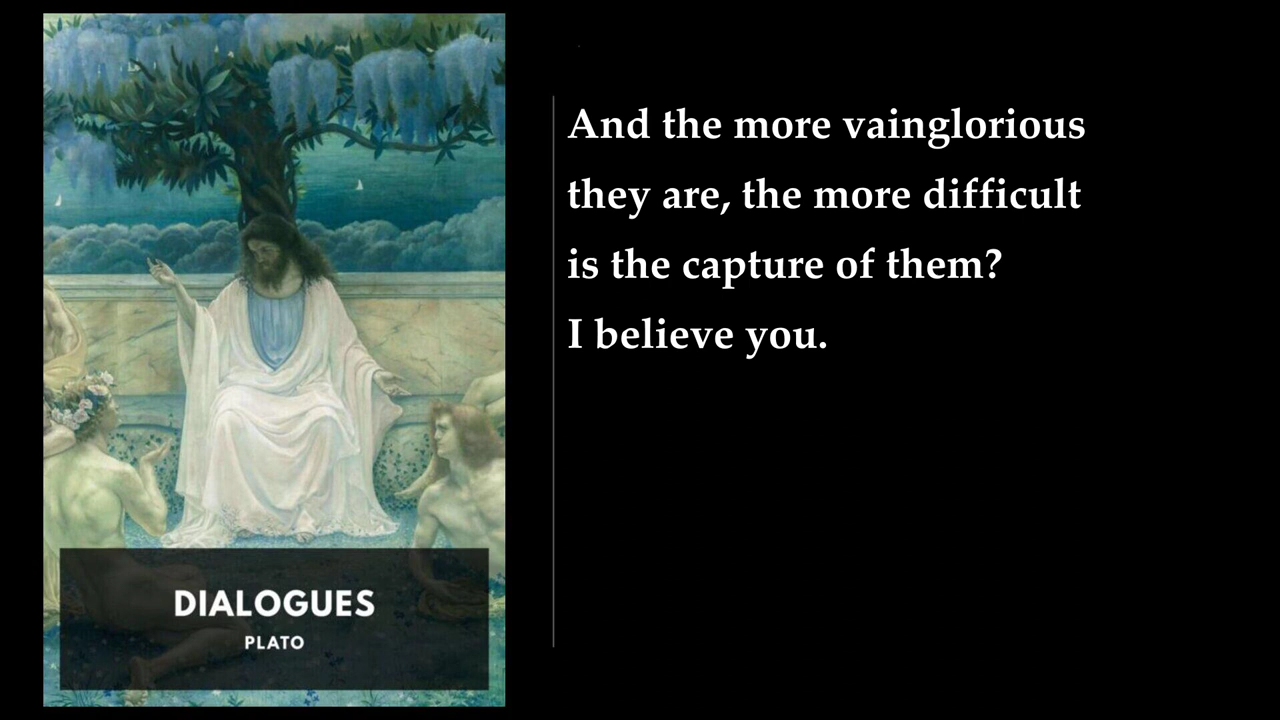 And the more vainglorious
they are, the more difficult
is the capture of them?
I believe you.
DIALOGUES
PLATO